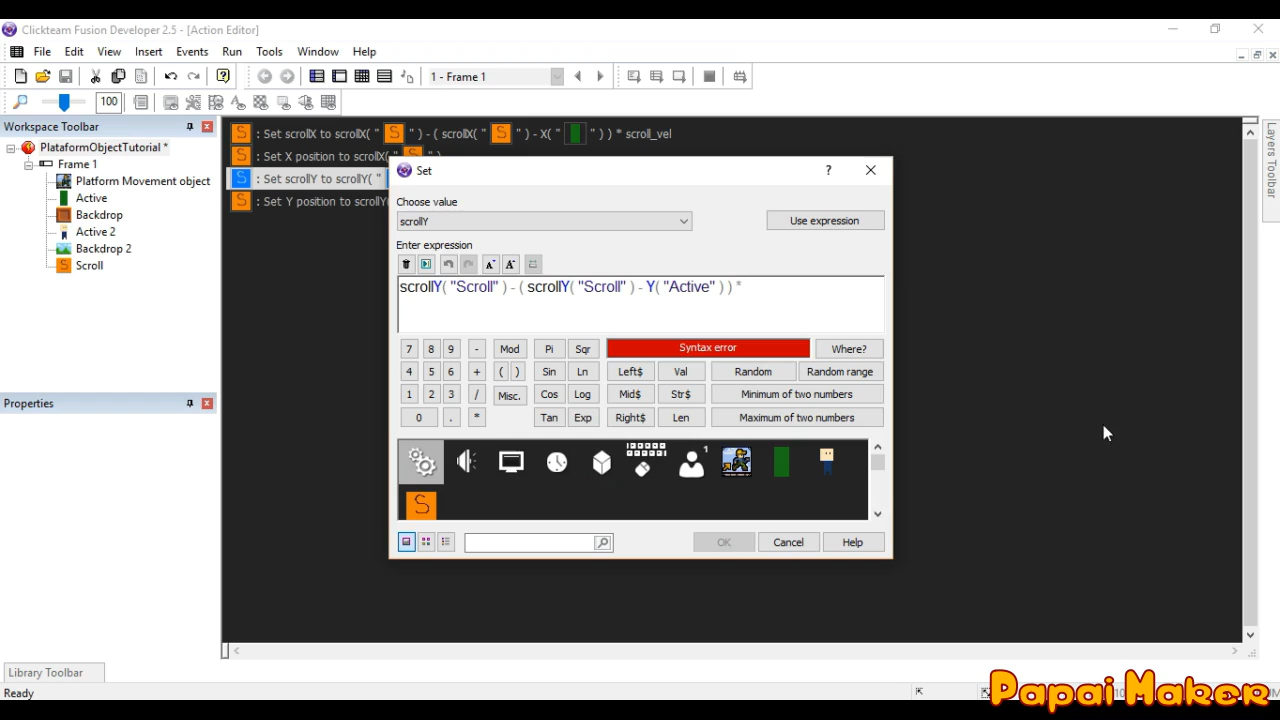 Clickteam Fusion Developer 2.5 - [Action Editor]
File Edit View Insert Events Run Tools Window Help
1 - Frame 1
100
Workspace Toolbar
PlataformObjectTutorial *
Frame 1
Platform Movement object
Active
Backdrop
Active 2
Backdrop 2
Scroll
Properties
Library Toolbar
Ready
: Set scrollX to scrollX( " S " ) - ( scrollX( " S " ) - X( " " ) ) * scroll_vel
: Set X position to scrollX( " S " )
: Set scrollY to scrollY( "
: Set Y position to scrollY(
Set
Choose value
scrollY
Use expression
Enter expression
scrollY( "Scroll" ) - ( scrollY( "Scroll" ) - Y( "Active" ) ) *
7 8 9 - Mod Pi Sqr Syntax error Where?
4 5 6 + ( ) Sin Ln Left$ Val Random Random range
1 2 3 / Misc. Cos Log Mid$ Str$ Minimum of two numbers
0 . * Tan Exp Right$ Len Maximum of two numbers
1
S
OK Cancel Help
Layers Toolbar
Papai Maker